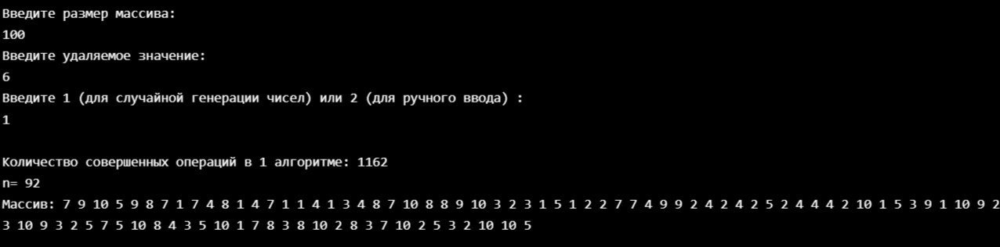 Введите размер массива:
100
Введите удаляемое значение:
6
Введите 1 (для случайной генерации чисел) или 2 (для ручного ввода) :
1
Количество совершенных операций в 1 алгоритме: 1162
n= 92
Массив: 7 9 10 5 9 8 7 1 7 4 8 1 4 7 1 1 4 1 3 4 8 7 10 8 8 9 10 3 2 3 1 5 1 2 2 7 7 4 9 9 2 4 2 4 2 5 2 4 4 4 2 10 1 5 3 9 1 10 9 2
3 10 9 3 2 5 7 5 10 8 4 3 5 10 1 7 8 3 8 10 2 8 3 7 10 2 5 3 2 10 10 5